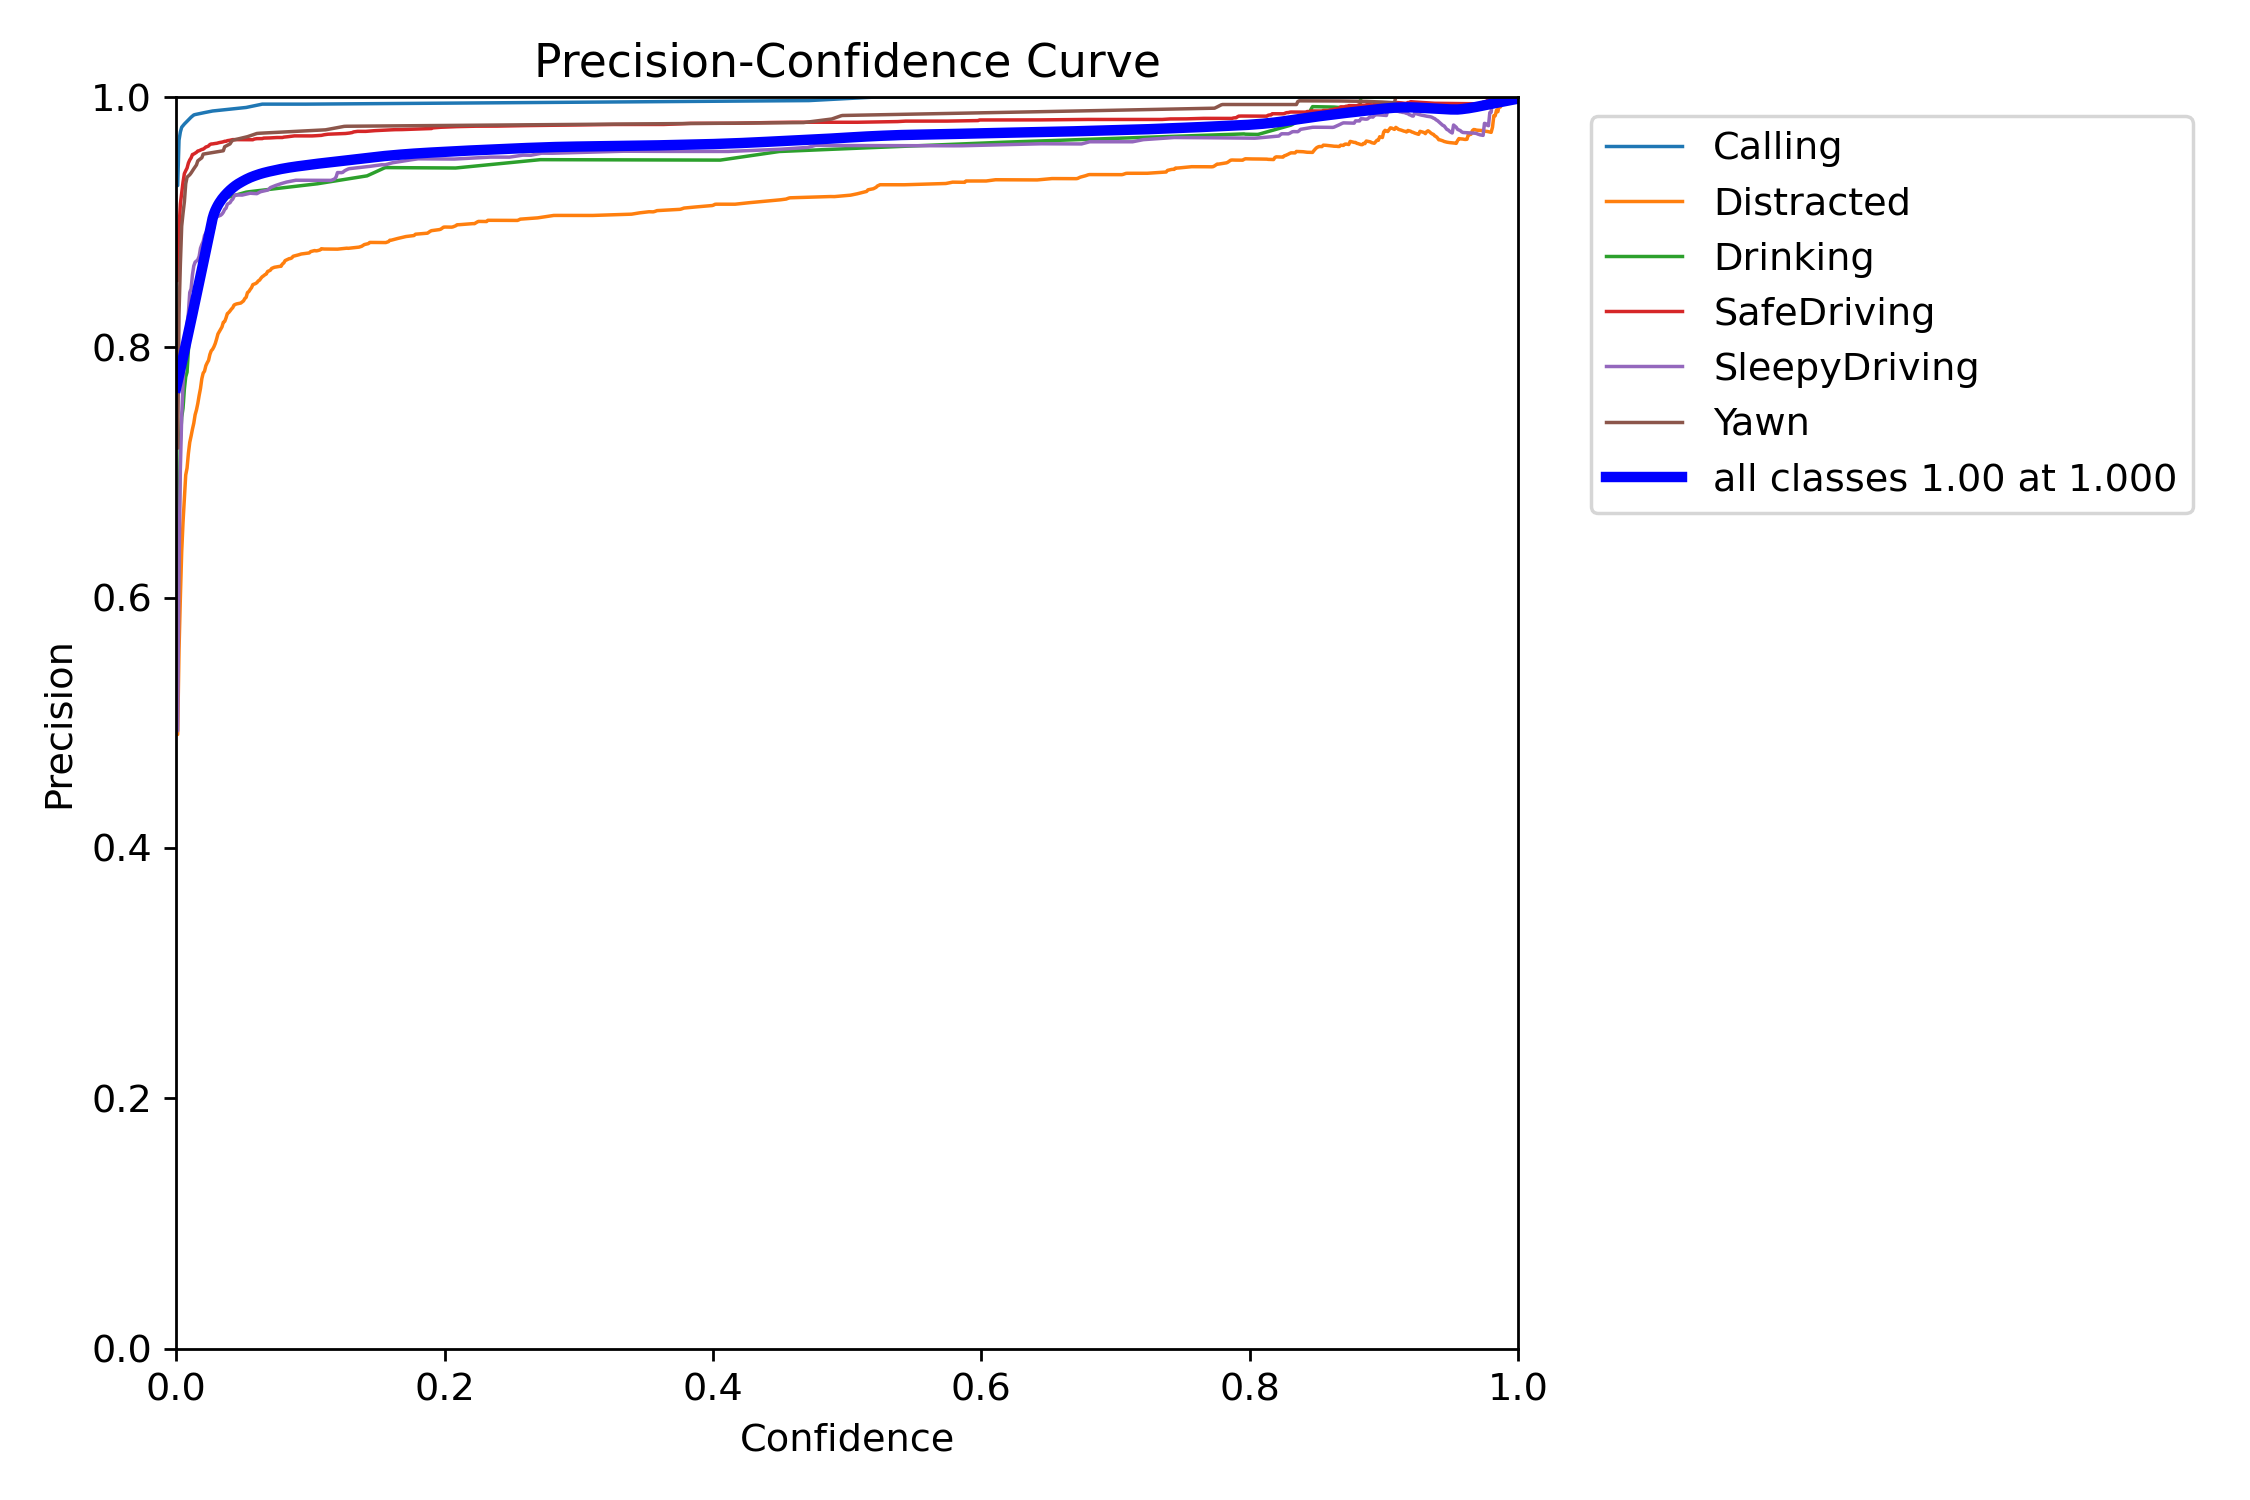 Precision-Confidence Curve
1.0
0.8
0.6
0.4
0.2
0.0
Precision
0.0 0.2 0.4 0.6 0.8 1.0
Confidence
Calling
Distracted
Drinking
SafeDriving
SleepyDriving
Yawn
all classes 1.00 at 1.000